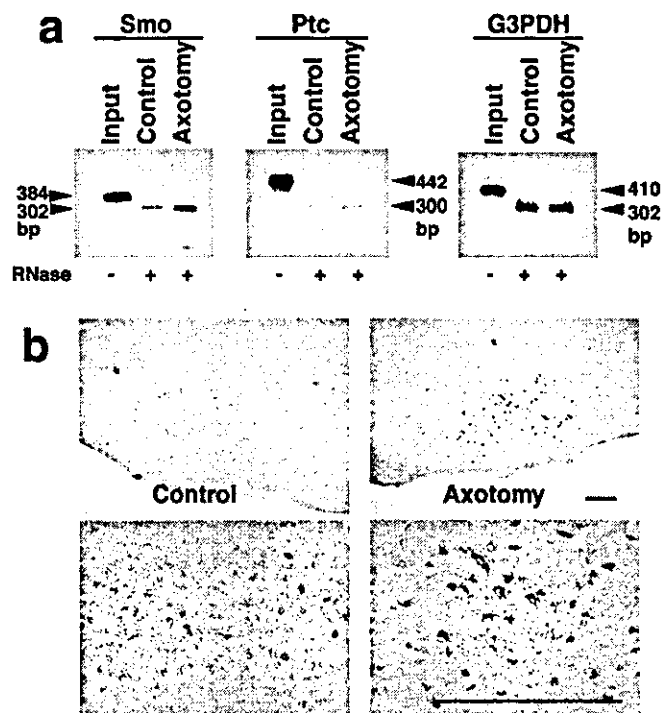 a
Smo Ptc G3PDH
Input Control Axotomy Input Control Axotomy Input Control Axotomy
384 442 410
302 300 302
bp bp bp
RNase - + + - + + - + +
b
Control Axotomy